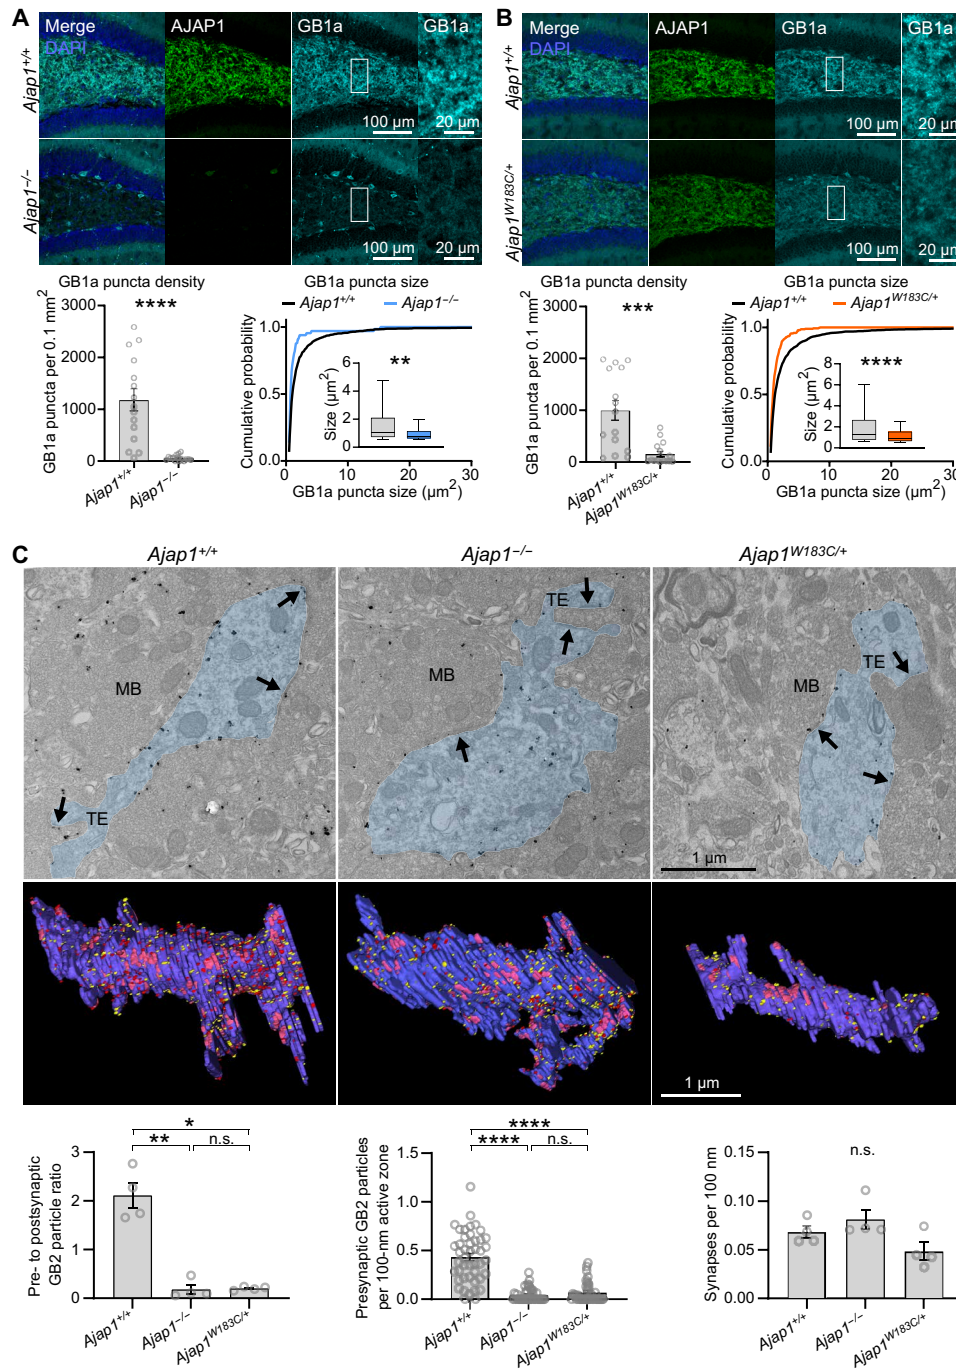 A
Merge
DAPI
AJAP1
GB1a
GB1a
Ajap1+/+
100 µm
20 µm
Ajap1−/−
100 µm
20 µm
GB1a puncta density
GB1a puncta per 0.1 mm2
3000
2000
1000
0
****
Ajap1+/+
Ajap1−/−
GB1a puncta size
Ajap1+/+
Ajap1−/−
Cumulative probability
1.0
0.5
0.0
0
10
20
30
GB1a puncta size (µm2)
Size (µm2)
6
4
2
0
**
B
Merge
DAPI
AJAP1
GB1a
GB1a
Ajap1+/+
100 µm
20 µm
Ajap1W183C/+
100 µm
20 µm
GB1a puncta density
GB1a puncta per 0.1 mm2
3000
2000
1000
0
***
Ajap1+/+
Ajap1W183C/+
GB1a puncta size
Ajap1+/+
Ajap1W183C/+
Cumulative probability
1.0
0.5
0.0
0
10
20
30
GB1a puncta size (µm2)
Size (µm2)
8
6
4
2
0
****
C
Ajap1+/+
Ajap1−/−
Ajap1W183C/+
MB
TE
MB
TE
MB
TE
1 µm
1 µm
Pre- to postsynaptic
GB2 particle ratio
3
2
1
0
*
**
n.s.
Ajap1+/+
Ajap1−/−
Ajap1W183C/+
Presynaptic GB2 particles
per 100-nm active zone
1.5
1.0
0.5
0.0
****
****
n.s.
Ajap1+/+
Ajap1−/−
Ajap1W183C/+
Synapses per 100 nm
0.15
0.10
0.05
0.00
n.s.
Ajap1+/+
Ajap1−/−
Ajap1W183C/+